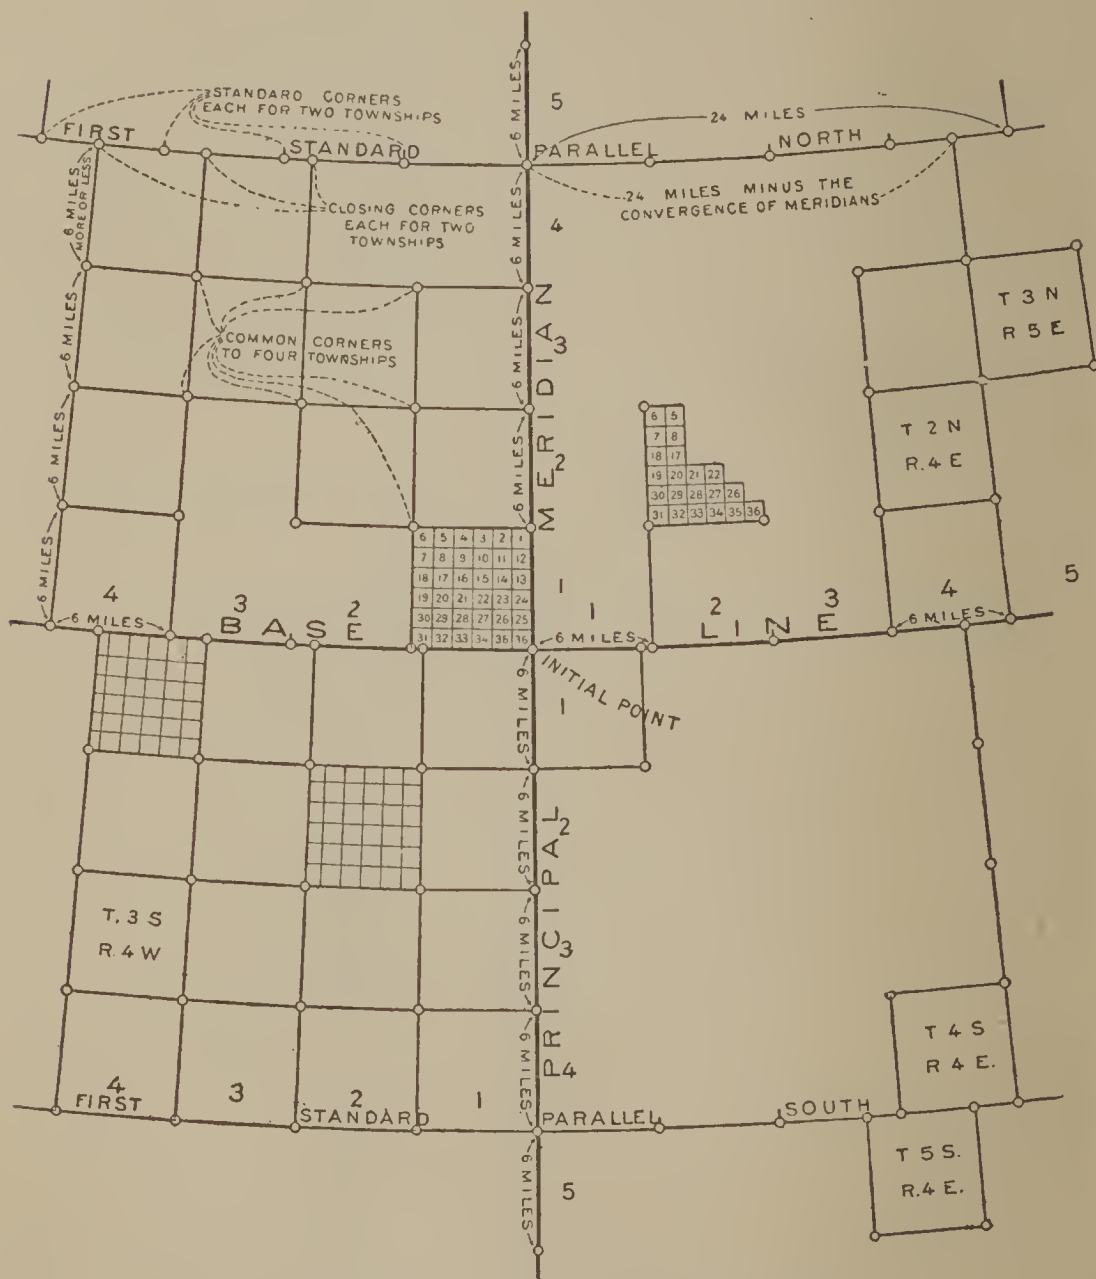 6 MILES
5
STANDARD CORNERS
EACH FOR TWO TOWNSHIPS
24 MILES
FIRST STANDARD PARALLEL NORTH
24 MILES MINUS THE
CONVERGENCE OF MERIDIANS
CLOSING CORNERS
EACH FOR TWO
TOWNSHIPS
6 MILES
MORE OR LESS
6 MILES
4
T 3 N
R 5 E
6 MILES
COMMON CORNERS
TO FOUR TOWNSHIPS
6 MILES
3
MERIDIAN
T 2 N
R. 4 E
6 MILES
6 MILES
2
6 5
7 8
18 17
19 20 21 22
30 29 28 27 26
31 32 33 34 35 36
6 MILES
6 5 4 3 2 1
7 8 9 10 11 12
18 17 16 15 14 13
19 20 21 22 23 24
30 29 28 27 26 25
31 32 33 34 36 36
1
4 3 2 1 2 3 4 5
6 MILES BASE 6 MILES LINE 6 MILES
INITIAL POINT
6 MILES
1
6 MILES
2
PRINCIPAL
T. 3 S
R. 4 W
6 MILES
3
6 MILES
4
T 4 S
R 4 E.
4 3 2 1
FIRST STANDARD PARALLEL SOUTH
T 5 S.
R. 4 E.
6 MILES
5